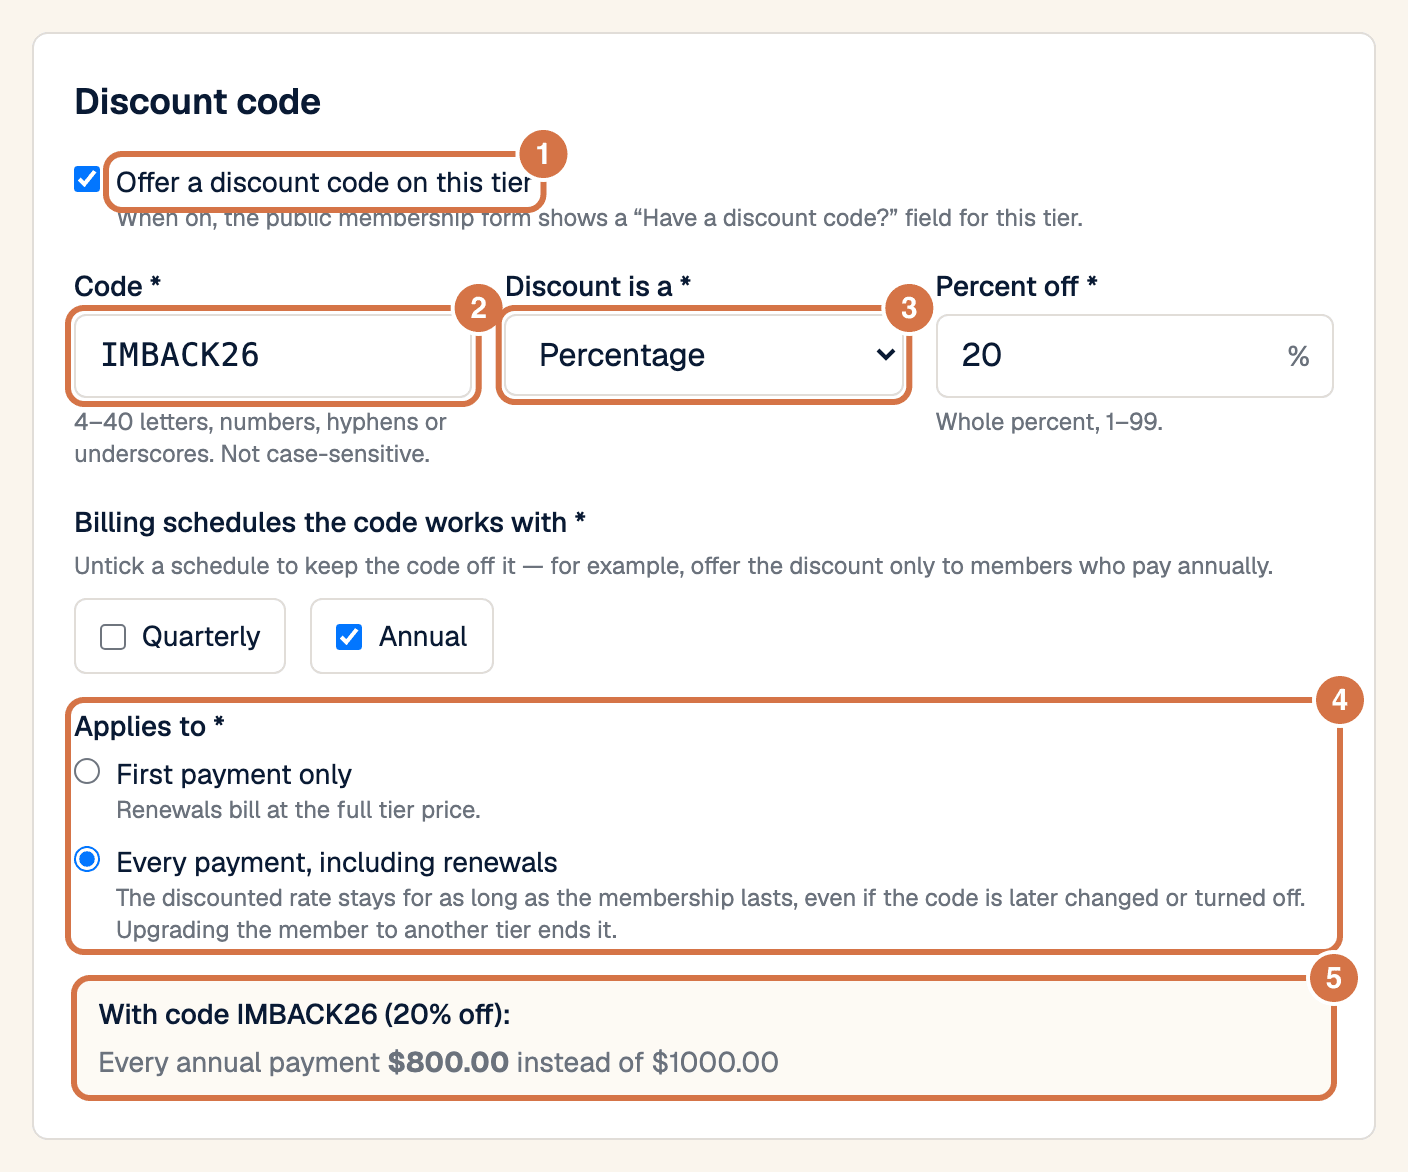 Discount code
1
Offer a discount code on this tier
When on, the public membership form shows a “Have a discount code?” field for this tier.
Code *
2
Discount is a *
3
Percent off *
IMBACK26
Percentage
20
%
4–40 letters, numbers, hyphens or
underscores. Not case-sensitive.
Whole percent, 1–99.
Billing schedules the code works with *
Untick a schedule to keep the code off it — for example, offer the discount only to members who pay annually.
Quarterly
Annual
4
Applies to *
First payment only
Renewals bill at the full tier price.
Every payment, including renewals
The discounted rate stays for as long as the membership lasts, even if the code is later changed or turned off.
Upgrading the member to another tier ends it.
5
With code IMBACK26 (20% off):
Every annual payment $800.00 instead of $1000.00